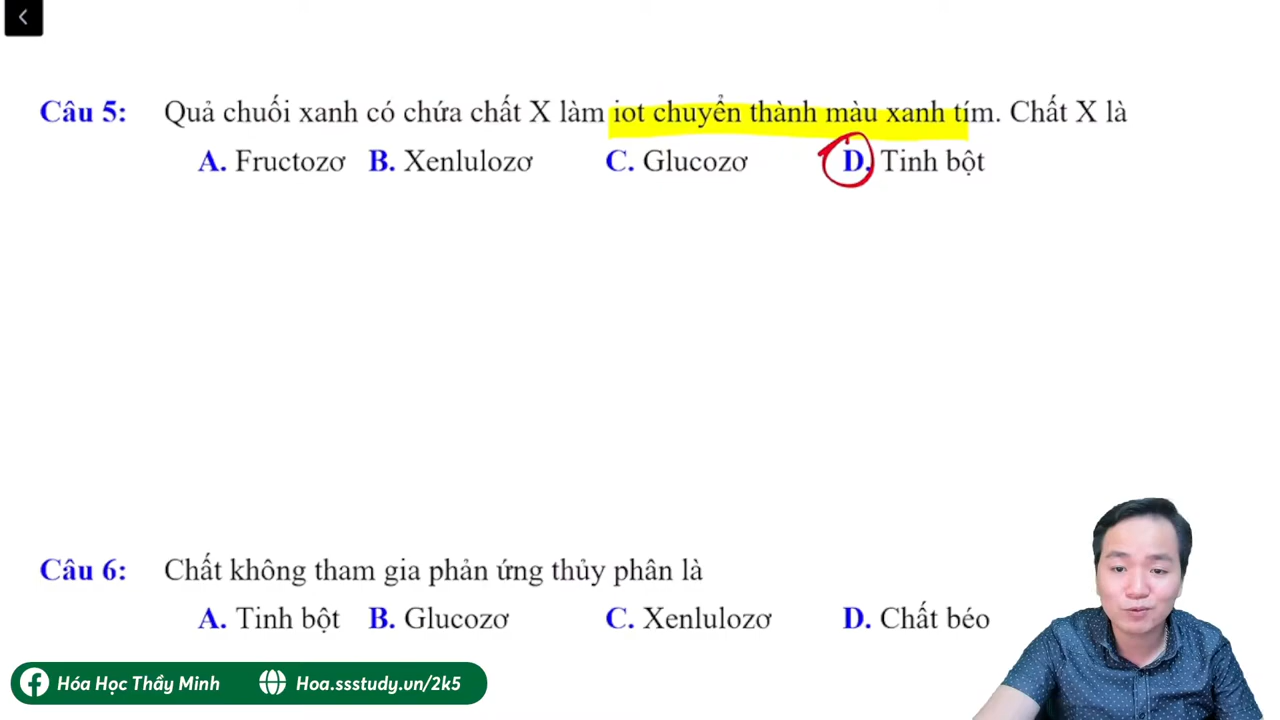 Câu 5: Quả chuối xanh có chứa chất X làm iot chuyển thành màu xanh tím. Chất X là
A. Fructozơ B. Xenlulozơ C. Glucozơ D. Tinh bột
Câu 6: Chất không tham gia phản ứng thủy phân là
A. Tinh bột B. Glucozơ C. Xenlulozơ D. Chất béo
Hóa Học Thầy Minh Hoa.ssstudy.vn/2k5